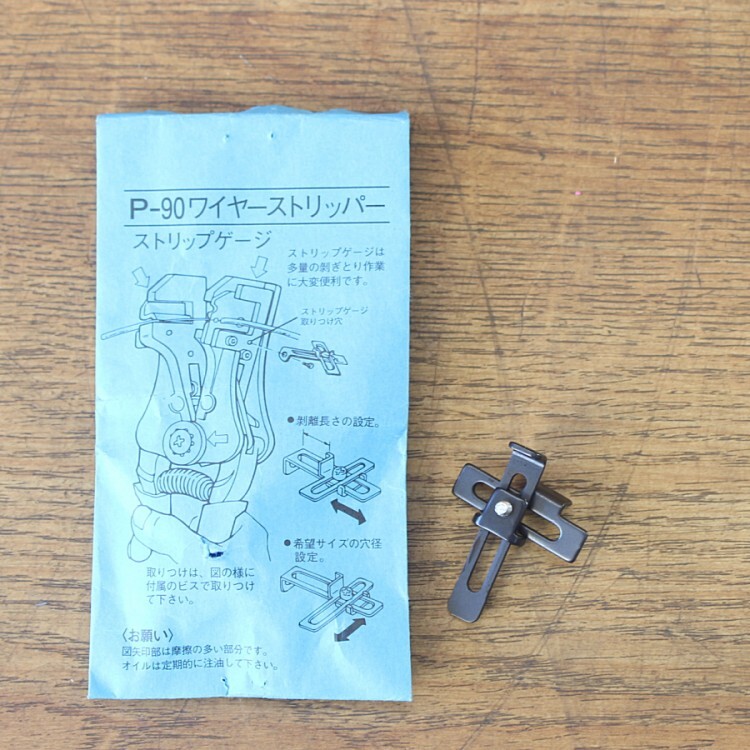 P-90ワイヤーストリッパー
ストリップゲージ
ストリップゲージは
多量の剥ぎとり作業
に大変便利です。
ストリップゲージ
取りつけ穴
●剥離長さの設定。
●希望サイズの穴径
設定。
取りつけは、図の様に
付属のビスで取りつけ
て下さい。
〈お願い〉
図矢印部は摩擦の多い部分です。
オイルは定期的に注油して下さい。